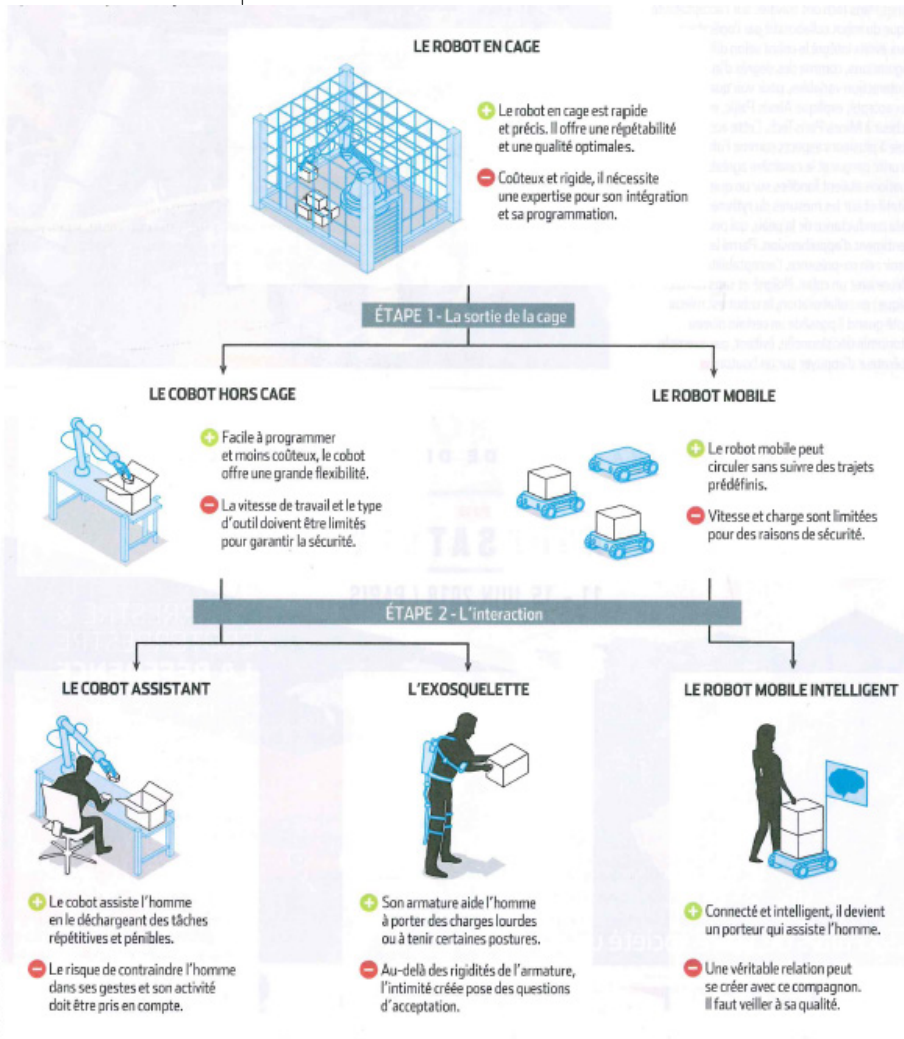 LE ROBOT EN CAGE
Le robot en cage est rapide
et précis. Il offre une répétabilité
et une qualité optimales.
Coûteux et rigide, il nécessite
une expertise pour son intégration
et sa programmation.
ÉTAPE 1 - La sortie de la cage
LE COBOT HORS CAGE
Facile à programmer
et moins coûteux, le cobot
offre une grande flexibilité.
La vitesse de travail et le type
d'outil doivent être limités
pour garantir la sécurité.
LE ROBOT MOBILE
Le robot mobile peut
circuler sans suivre des trajets
prédéfinis.
Vitesse et charge sont limitées
pour des raisons de sécurité.
ÉTAPE 2 - L'interaction
LE COBOT ASSISTANT
Le cobot assiste l'homme
en le déchargeant des tâches
répétitives et pénibles.
Le risque de contraindre l'homme
dans ses gestes et son activité
doit être pris en compte.
L'EXOSQUELETTE
Son armature aide l'homme
à porter des charges lourdes
ou à tenir certaines postures.
Au-delà des rigidités de l'armature,
l'intimité créée pose des questions
d'acceptation.
LE ROBOT MOBILE INTELLIGENT
Connecté et intelligent, il devient
un porteur qui assiste l'homme.
Une véritable relation peut
se créer avec ce compagnon.
Il faut veiller à sa qualité.